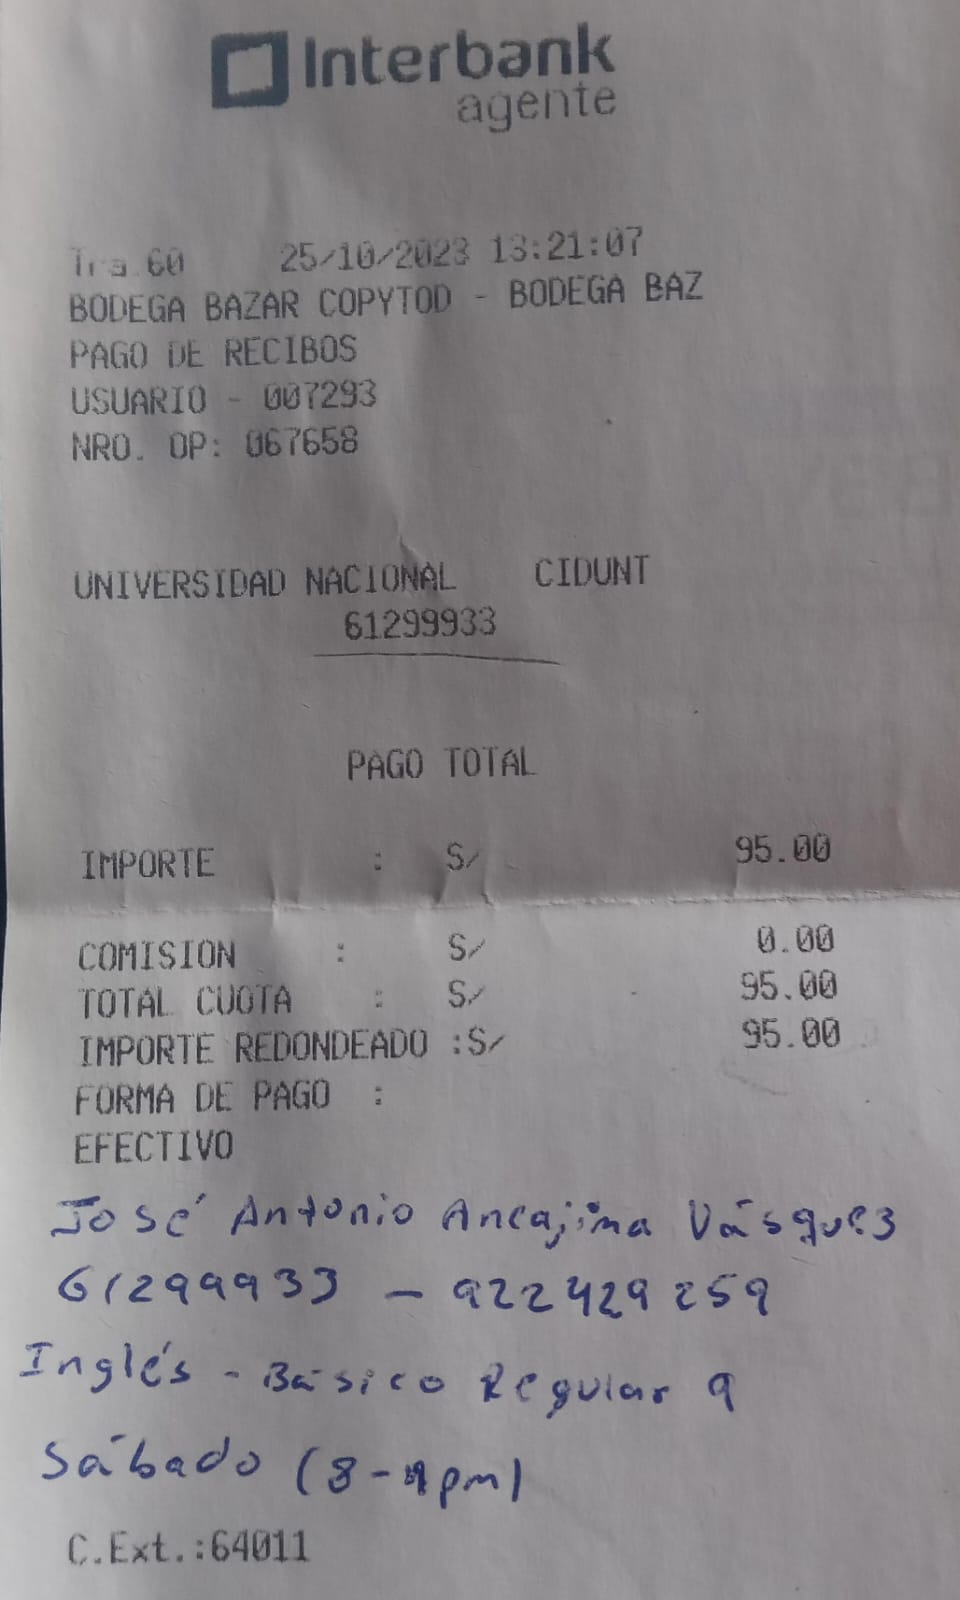 Interbank
agente
Tra.60 25/10/2023 13:21:07
BODEGA BAZAR COPYTOD - BODEGA BAZ
PAGO DE RECIBOS
USUARIO - 007293
NRO. OP: 067658
UNIVERSIDAD NACIONAL CIDUNT
61299933
PAGO TOTAL
IMPORTE : S/ 95.00
COMISION : S/ 0.00
TOTAL CUOTA : S/ 95.00
IMPORTE REDONDEADO :S/ 95.00
FORMA DE PAGO :
EFECTIVO
José Antonio Ancajima Vásquez
61299933 - 922429259
Inglés - Básico Regular 9
Sábado (8-1pm)
C.Ext.:64011